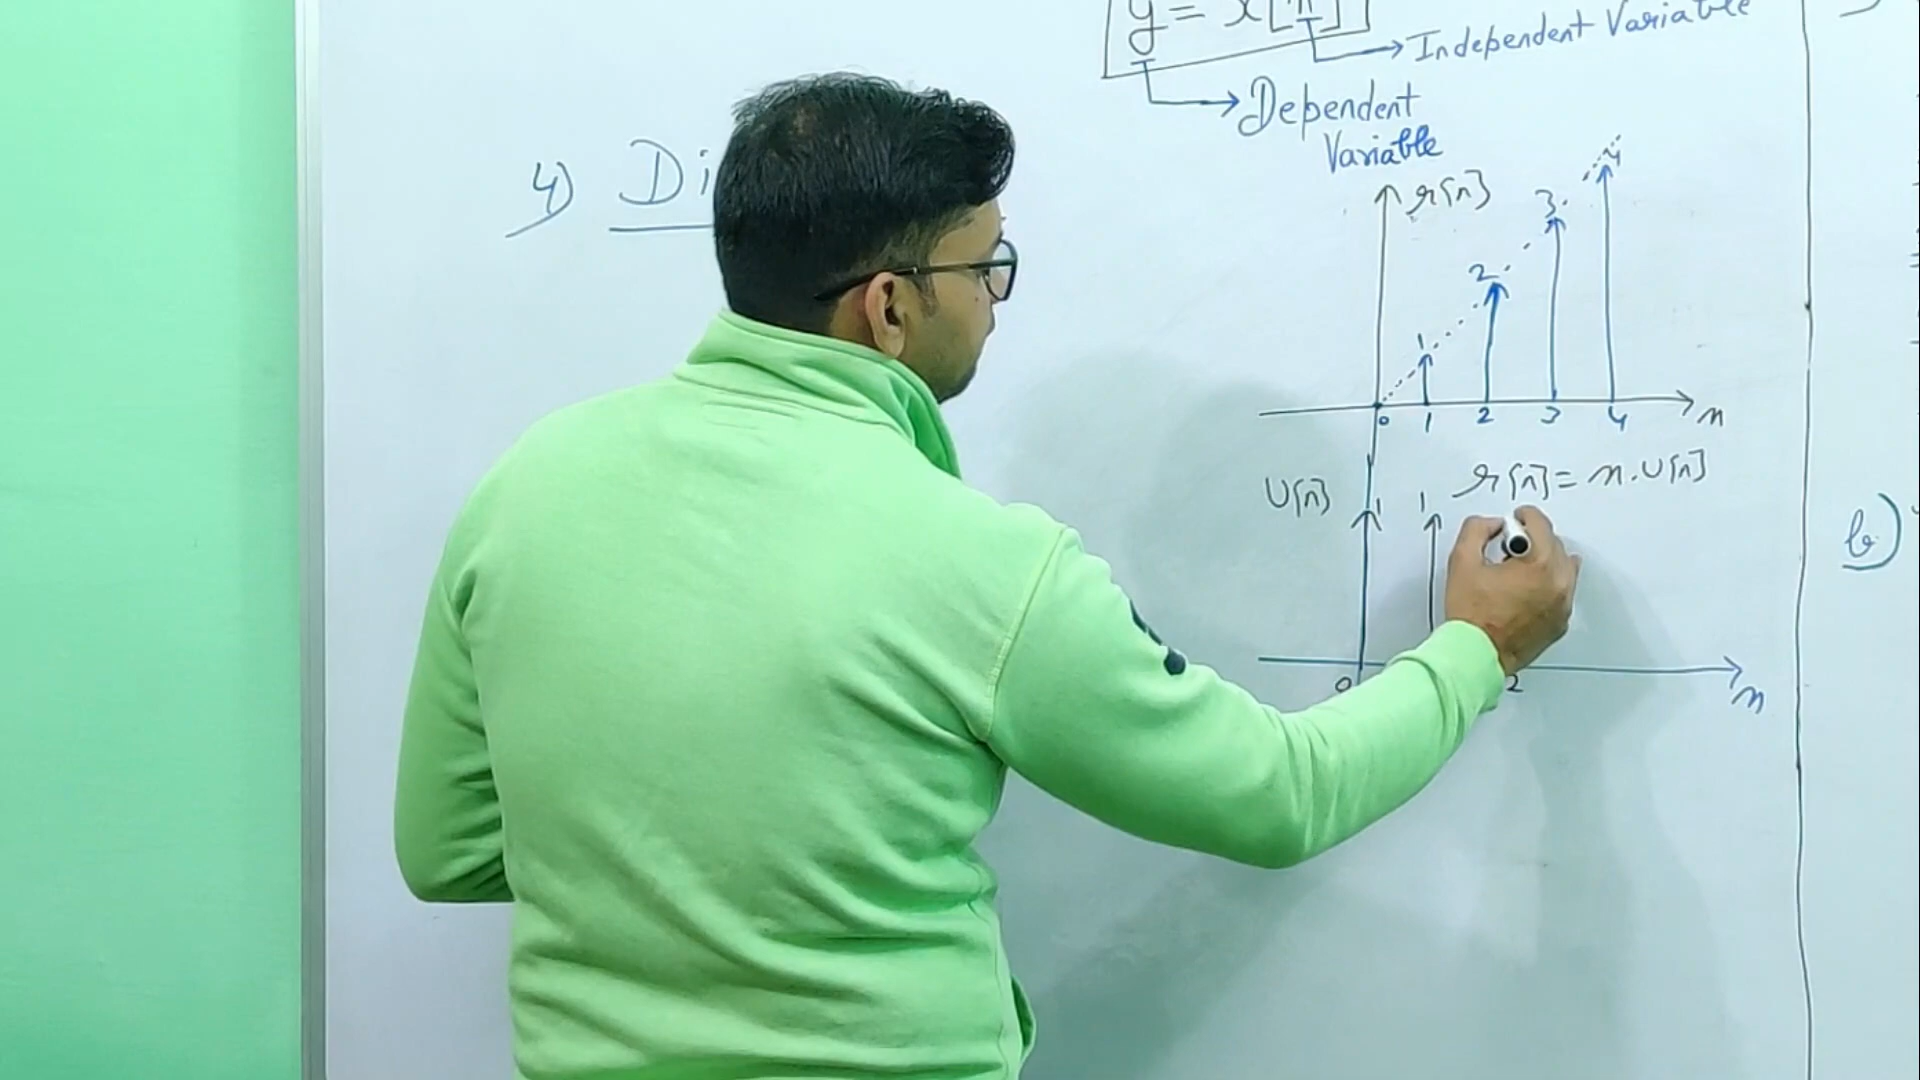 y = x[n]
Independent Variable
Dependent
Variable
4) Di
r[n]
4
3
2
1
0 1 2 3 4 n
r[n] = n.u[n]
U[n] 1 1
b)
0 2 n